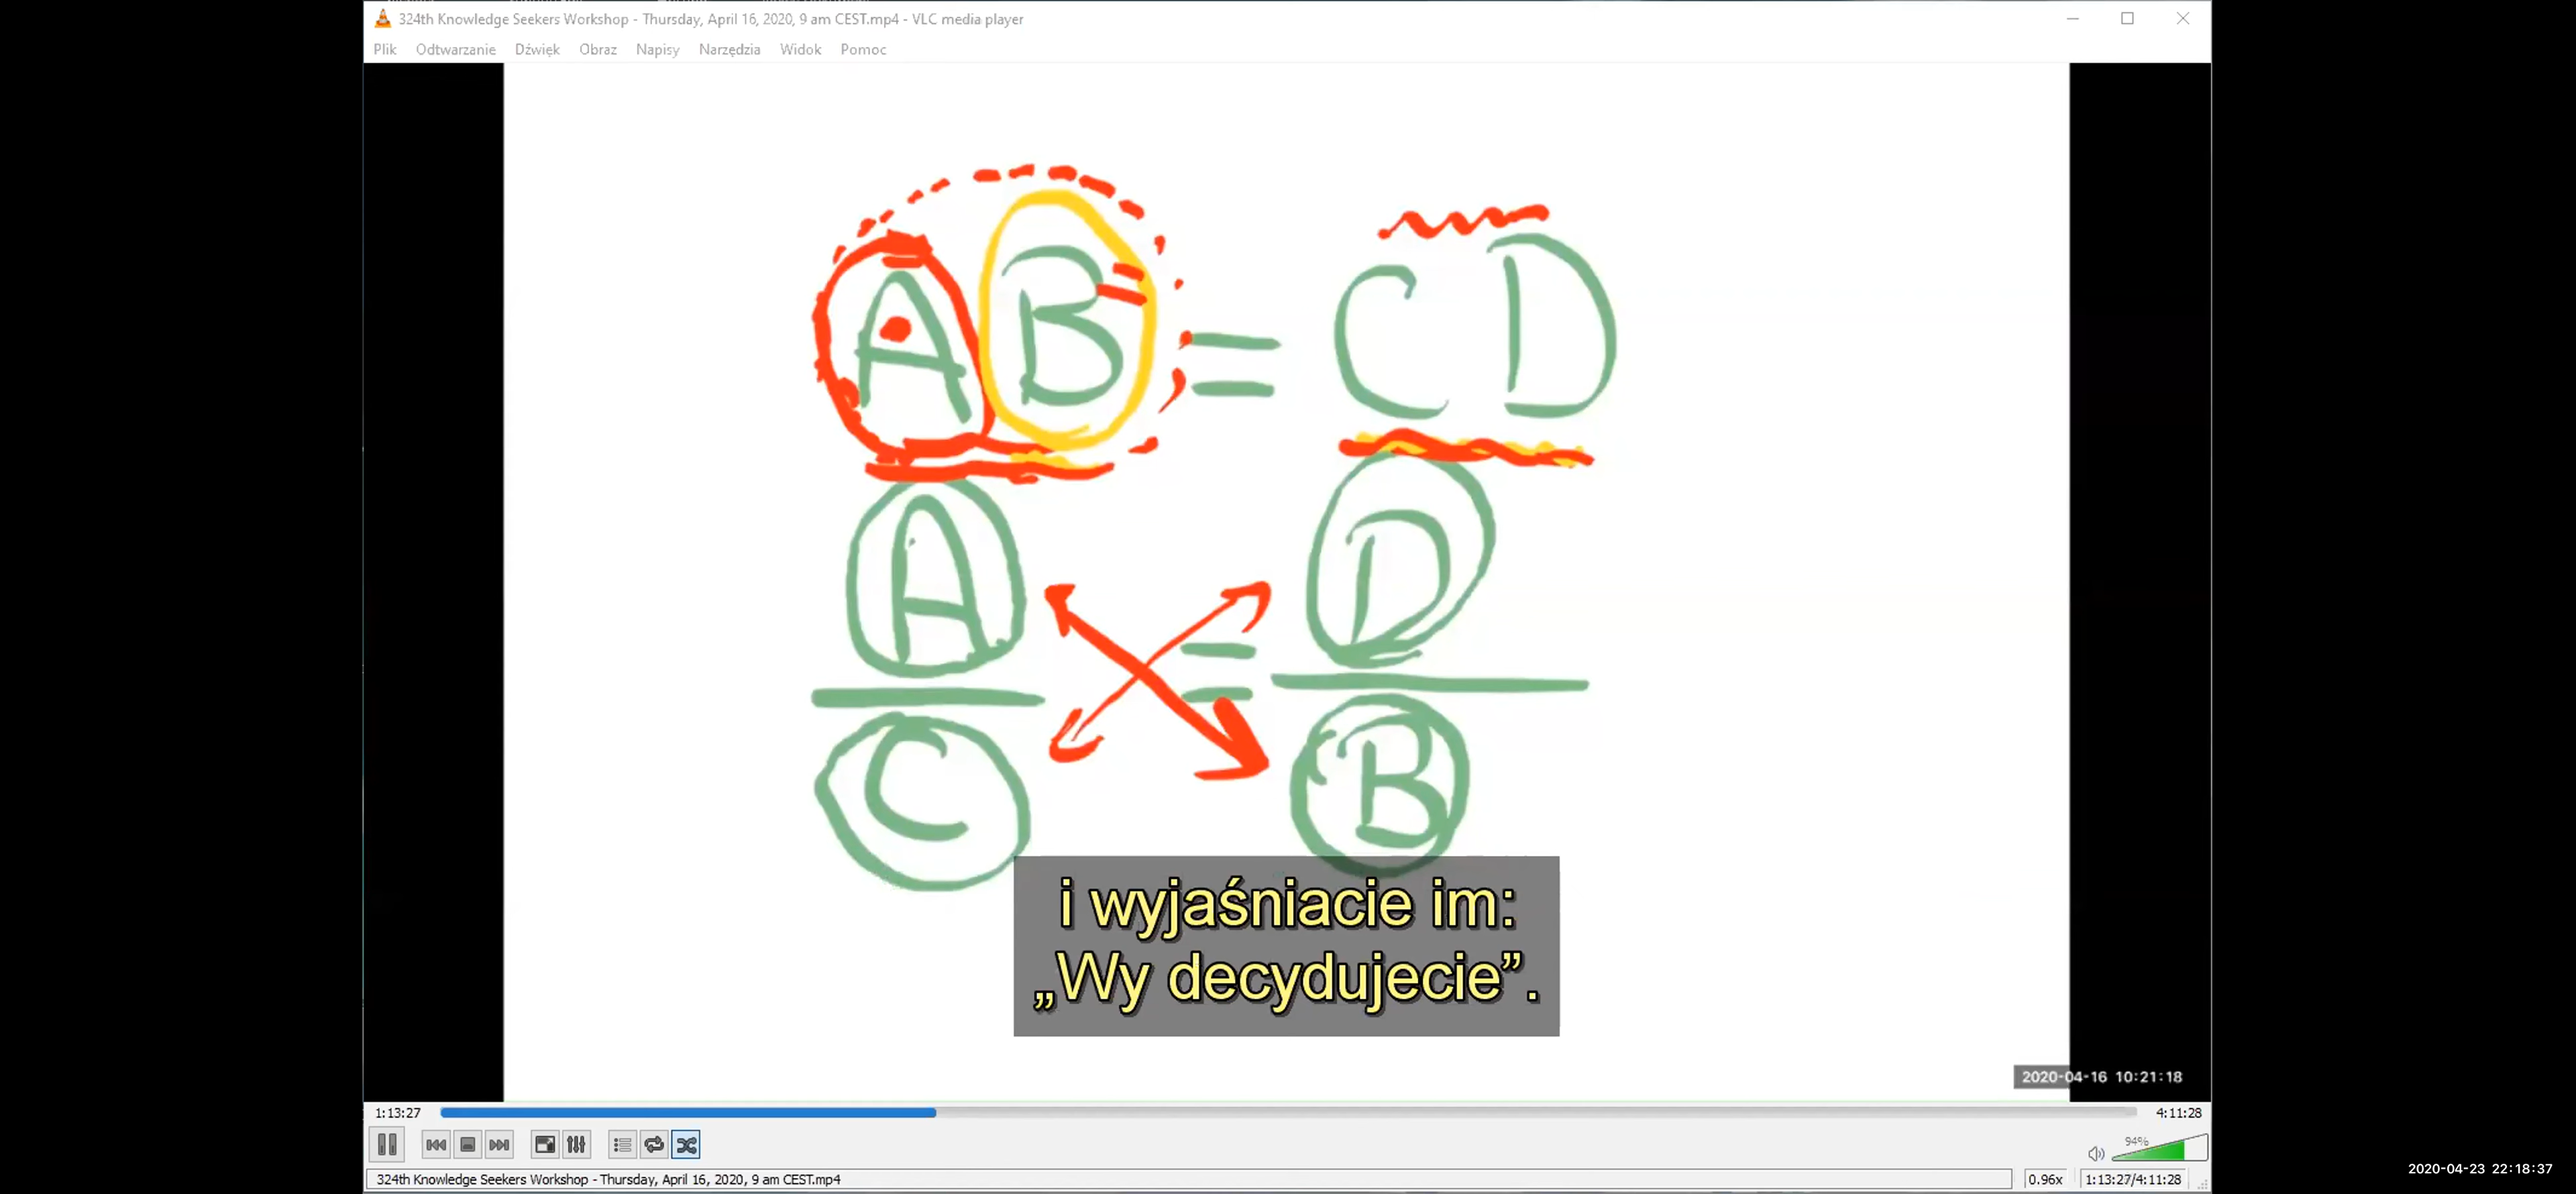 324th Knowledge Seekers Workshop - Thursday, April 16, 2020, 9 am CEST.mp4 - VLC media player
Plik Odtwarzanie Dźwięk Obraz Napisy Narzędzia Widok Pomoc
AB = CD
A = D
C B
i wyjaśniacie im:
„Wy decydujecie”.
2020-04-16 10:21:18
1:13:27 4:11:28
94%
324th Knowledge Seekers Workshop - Thursday, April 16, 2020, 9 am CEST.mp4 0.96x 1:13:27/4:11:28
2020-04-23 22:18:37